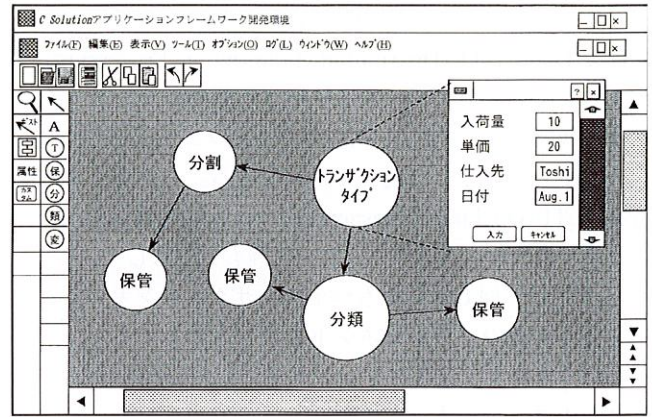 C Solutionアプリケーションフレームワーク開発環境
ファイル(F) 編集(E) 表示(V) ツール(T) オプション(O) ログ(L) ウィンドウ(W) ヘルプ(H)
A
T
属性
保
カスタム
分
類
変
分割
トランザクション
タイプ
保管
保管
分類
保管
?
×
入荷量 10
単価 20
仕入先 Toshi
日付 Aug.1
入力 キャンセル